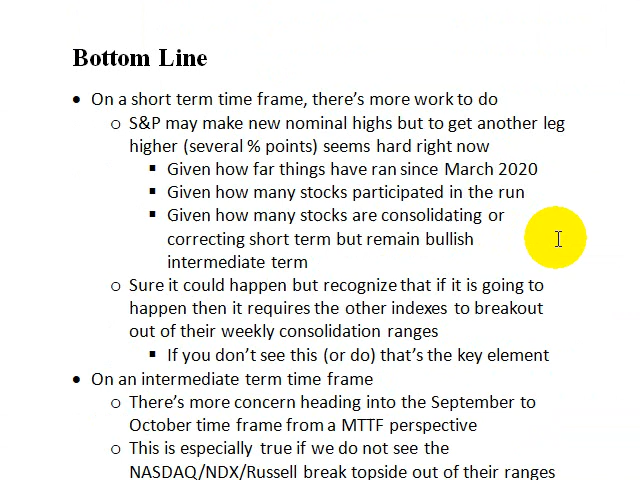 Bottom Line
• On a short term time frame, there's more work to do
o S&P may make new nominal highs but to get another leg
higher (several % points) seems hard right now
▪ Given how far things have ran since March 2020
▪ Given how many stocks participated in the run
▪ Given how many stocks are consolidating or
correcting short term but remain bullish
intermediate term
o Sure it could happen but recognize that if it is going to
happen then it requires the other indexes to breakout
out of their weekly consolidation ranges
▪ If you don't see this (or do) that's the key element
• On an intermediate term time frame
o There's more concern heading into the September to
October time frame from a MTTF perspective
o This is especially true if we do not see the
NASDAQ/NDX/Russell break topside out of their ranges